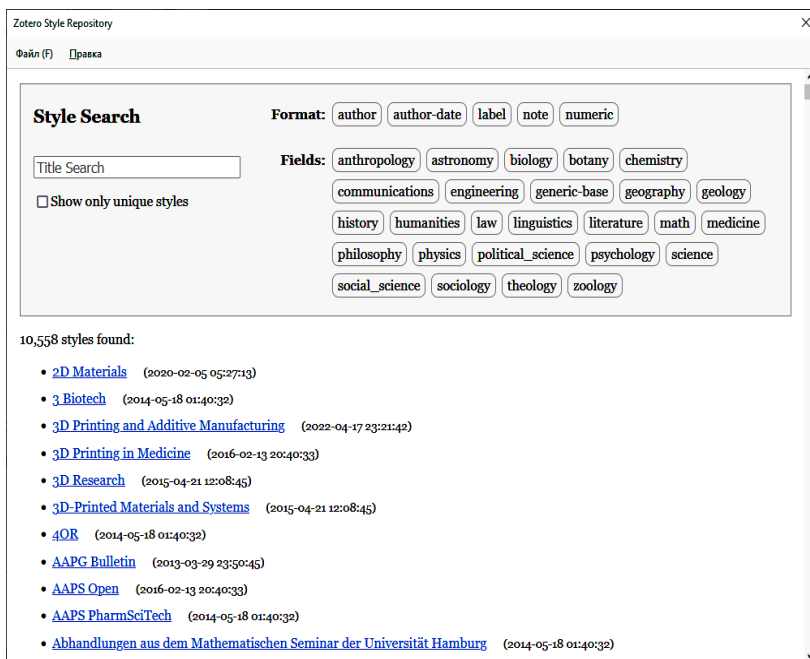 Zotero Style Repository
Файл (F) Правка
Style Search
Title Search
Show only unique styles
Format: author author-date label note numeric
Fields: anthropology astronomy biology botany chemistry
communications engineering generic-base geography geology
history humanities law linguistics literature math medicine
philosophy physics political_science psychology science
social_science sociology theology zoology
10,558 styles found:
2D Materials (2020-02-05 05:27:13)
3 Biotech (2014-05-18 01:40:32)
3D Printing and Additive Manufacturing (2022-04-17 23:21:42)
3D Printing in Medicine (2016-02-13 20:40:33)
3D Research (2015-04-21 12:08:45)
3D-Printed Materials and Systems (2015-04-21 12:08:45)
4OR (2014-05-18 01:40:32)
AAPG Bulletin (2013-03-29 23:50:45)
AAPS Open (2016-02-13 20:40:33)
AAPS PharmSciTech (2014-05-18 01:40:32)
Abhandlungen aus dem Mathematischen Seminar der Universität Hamburg (2014-05-18 01:40:32)